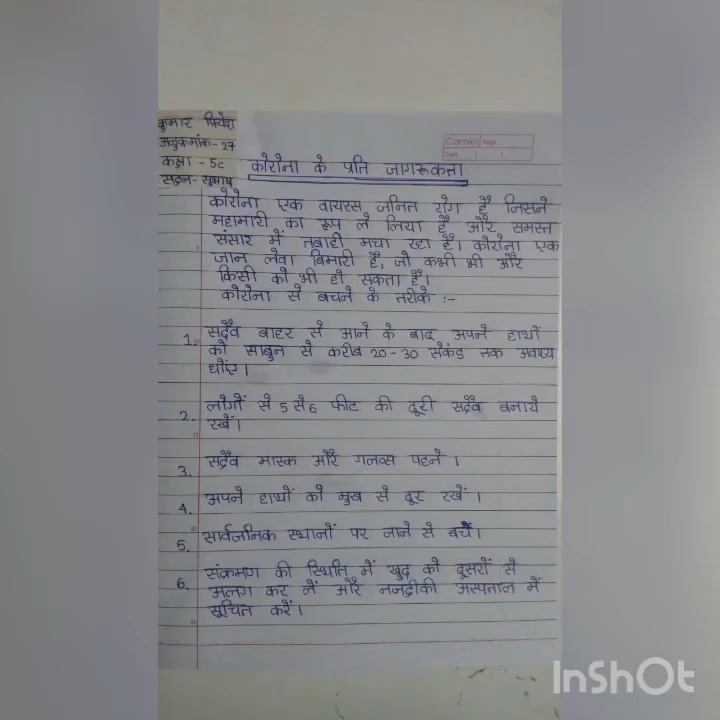 कुमार प्रियेश
अनुक्रमांक - 27
कक्षा - 5c
सदन - सुभाष
Camlin Page
Date / /
कोरोना के प्रति जागरूकता
कोरोना एक वायरस जनित रोग है जिसने
महामारी का रूप ले लिया है और समस्त
संसार में तबाही मचा रहा है। कोरोना एक
जान लेवा बिमारी है, जो कभी भी और
किसी को भी हो सकता है।
कोरोना से बचने के तरीके :-
1. सदैव बाहर से आने के बाद अपने हाथों
को साबुन से करीब 20-30 सेकंड तक अवश्य
धोंए।
2. लोगों से 5 से 6 फीट की दूरी सदैव बनाये
रखें।
3. सदैव मास्क और गलव्स पहने।
4. अपने हाथों को मुख से दूर रखें।
5. सार्वजनिक स्थानों पर जाने से बचें।
6. संक्रमण की स्थिति में खुद को दूसरों से
अलग कर लें और नजदीकी अस्पताल में
सूचित करें।
InShOt